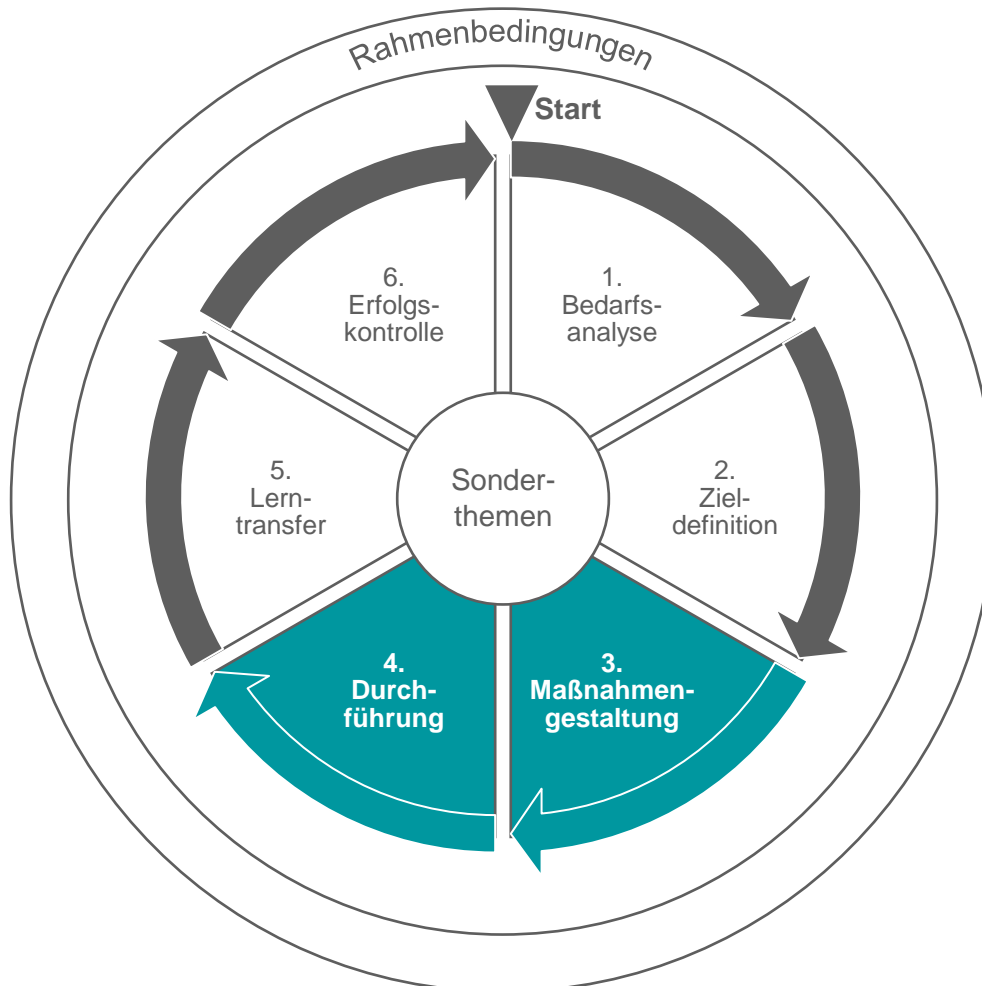 Rahmenbedingungen
Start
1.
Bedarfs-
analyse
2.
Ziel-
definition
3.
Maßnahmen-
gestaltung
4.
Durch-
führung
5.
Lern-
transfer
6.
Erfolgs-
kontrolle
Sonder-
themen